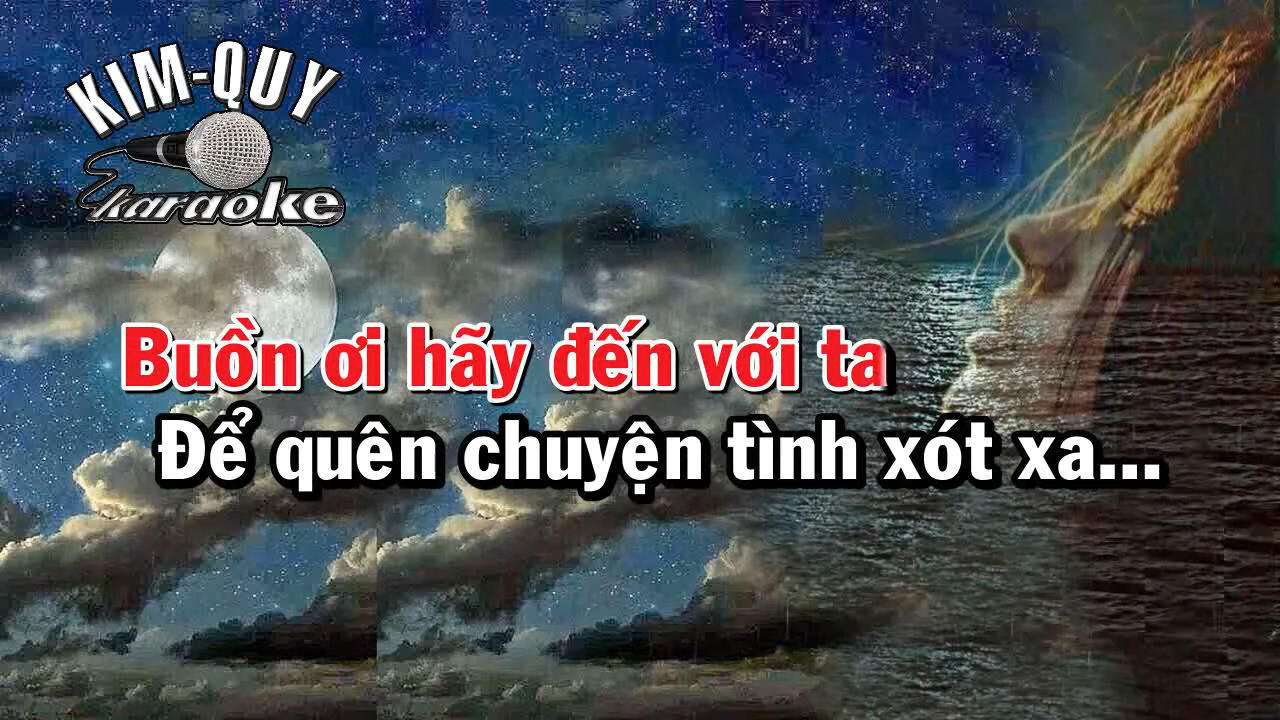 KIM-QUY
karaoke
Buồn ơi hãy đến với ta
Để quên chuyện tình xót xa...